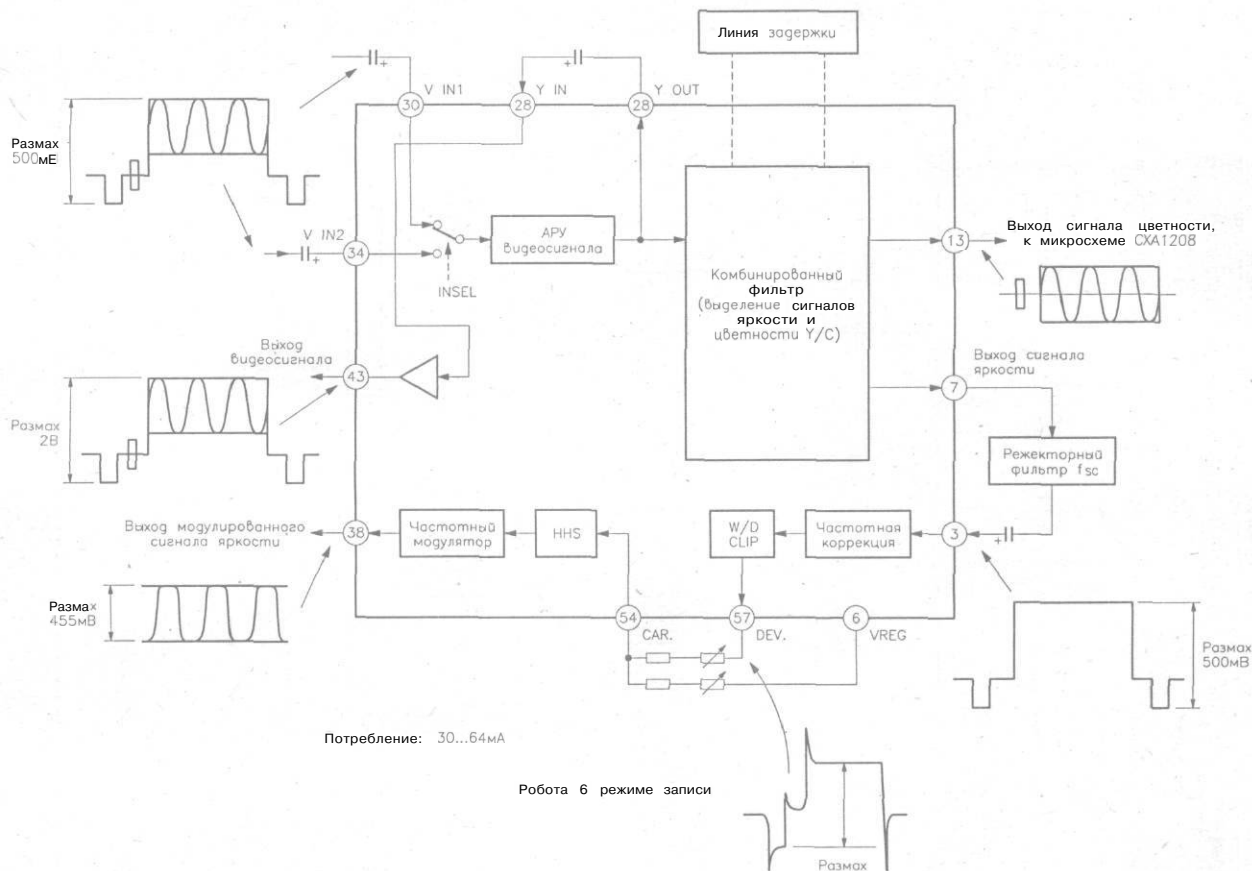 Линия задержки
V IN1
Y IN
Y OUT
30
28
28
Размах
500мЕ
V IN2
34
INSEL
АРУ
видеосигнала
Комбинированный
фильтр
(выделение сигналов
яркости и
цветности Y/C)
13
Выход сигнала цветности,
к микросхеме CXA1208
Выход
видеосигнала
43
Размах
2В
Выход сигнала
яркости
7
Режекторный
фильтр fsc
Выход модулированного
сигнала яркости
38
Частотный
модулятор
HHS
W/D
CLIP
Частотная
коррекция
3
Размах
455мВ
54
CAR.
57
DEV.
6
VREG
Размах
500мВ
Потребление: 30...64мА
Робота 6 режиме записи
Размах